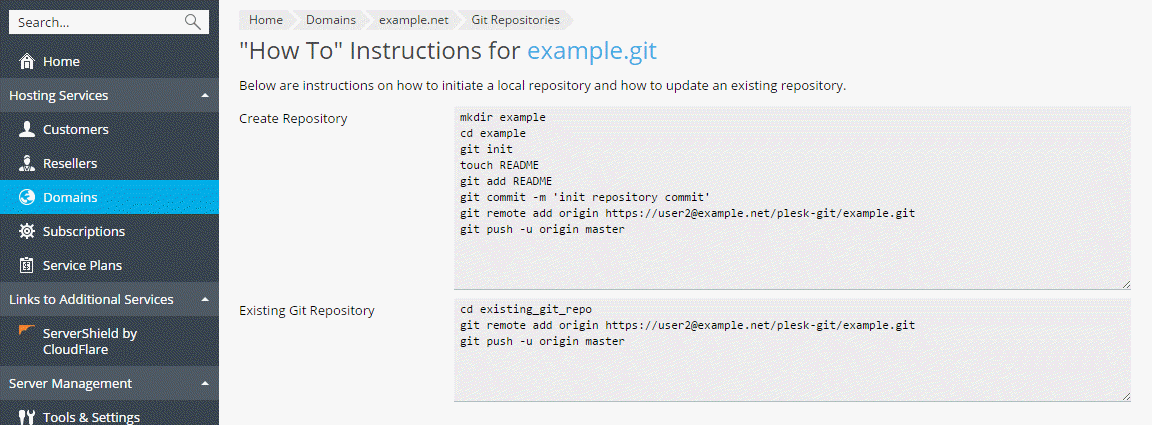 Search...
Home
Hosting Services
Customers
Resellers
Domains
Subscriptions
Service Plans
Links to Additional Services
ServerShield by
CloudFlare
Server Management
Tools & Settings
Home Domains example.net Git Repositories
"How To" Instructions for example.git
Below are instructions on how to initiate a local repository and how to update an existing repository.
Create Repository
mkdir example
cd example
git init
touch README
git add README
git commit -m 'init repository commit'
git remote add origin https://user2@example.net/plesk-git/example.git
git push -u origin master
Existing Git Repository
cd existing_git_repo
git remote add origin https://user2@example.net/plesk-git/example.git
git push -u origin master